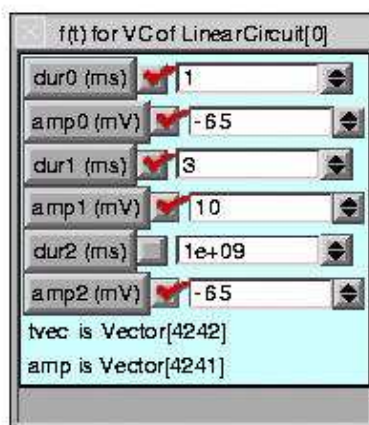 f(t) for VC of LinearCircuit[0]
dur0 (ms) 1
amp0 (mV) -65
dur1 (ms) 3
amp1 (mV) 10
dur2 (ms) 1e+09
amp2 (mV) -65
tvec is Vector[4242]
amp is Vector[4241]